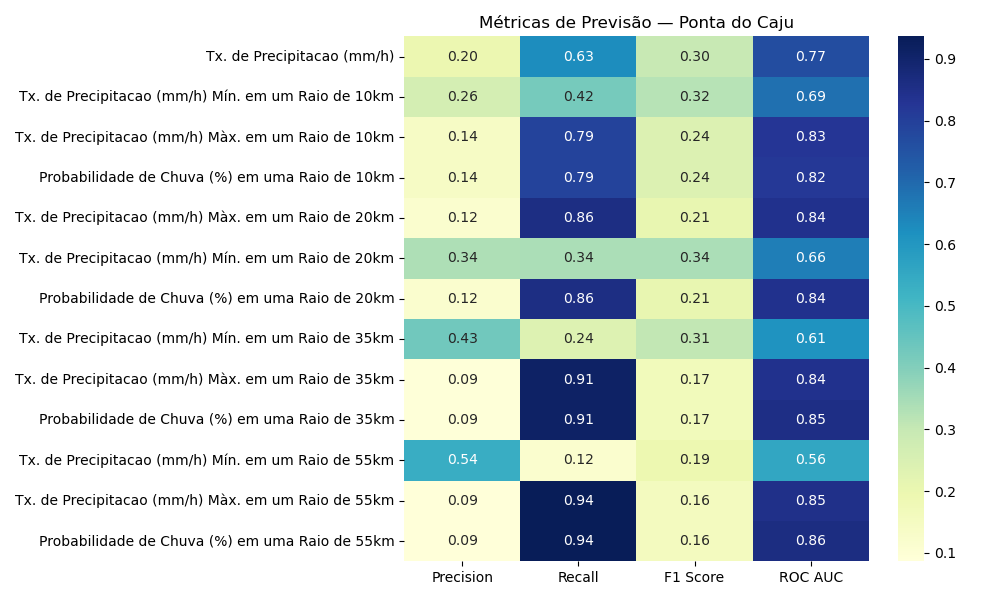 Métricas de Previsão — Ponta do Caju
Tx. de Precipitacao (mm/h) 0.20 0.63 0.30 0.77 0.9
Tx. de Precipitacao (mm/h) Mín. em um Raio de 10km 0.26 0.42 0.32 0.69
Tx. de Precipitacao (mm/h) Màx. em um Raio de 10km 0.14 0.79 0.24 0.83 0.8
Probabilidade de Chuva (%) em uma Raio de 10km 0.14 0.79 0.24 0.82 0.7
Tx. de Precipitacao (mm/h) Màx. em um Raio de 20km 0.12 0.86 0.21 0.84
Tx. de Precipitacao (mm/h) Mín. em um Raio de 20km 0.34 0.34 0.34 0.66 0.6
Probabilidade de Chuva (%) em uma Raio de 20km 0.12 0.86 0.21 0.84 0.5
Tx. de Precipitacao (mm/h) Mín. em um Raio de 35km 0.43 0.24 0.31 0.61
Tx. de Precipitacao (mm/h) Màx. em um Raio de 35km 0.09 0.91 0.17 0.84 0.4
Probabilidade de Chuva (%) em uma Raio de 35km 0.09 0.91 0.17 0.85 0.3
Tx. de Precipitacao (mm/h) Mín. em um Raio de 55km 0.54 0.12 0.19 0.56
Tx. de Precipitacao (mm/h) Màx. em um Raio de 55km 0.09 0.94 0.16 0.85 0.2
Probabilidade de Chuva (%) em uma Raio de 55km 0.09 0.94 0.16 0.86 0.1
Precision Recall F1 Score ROC AUC